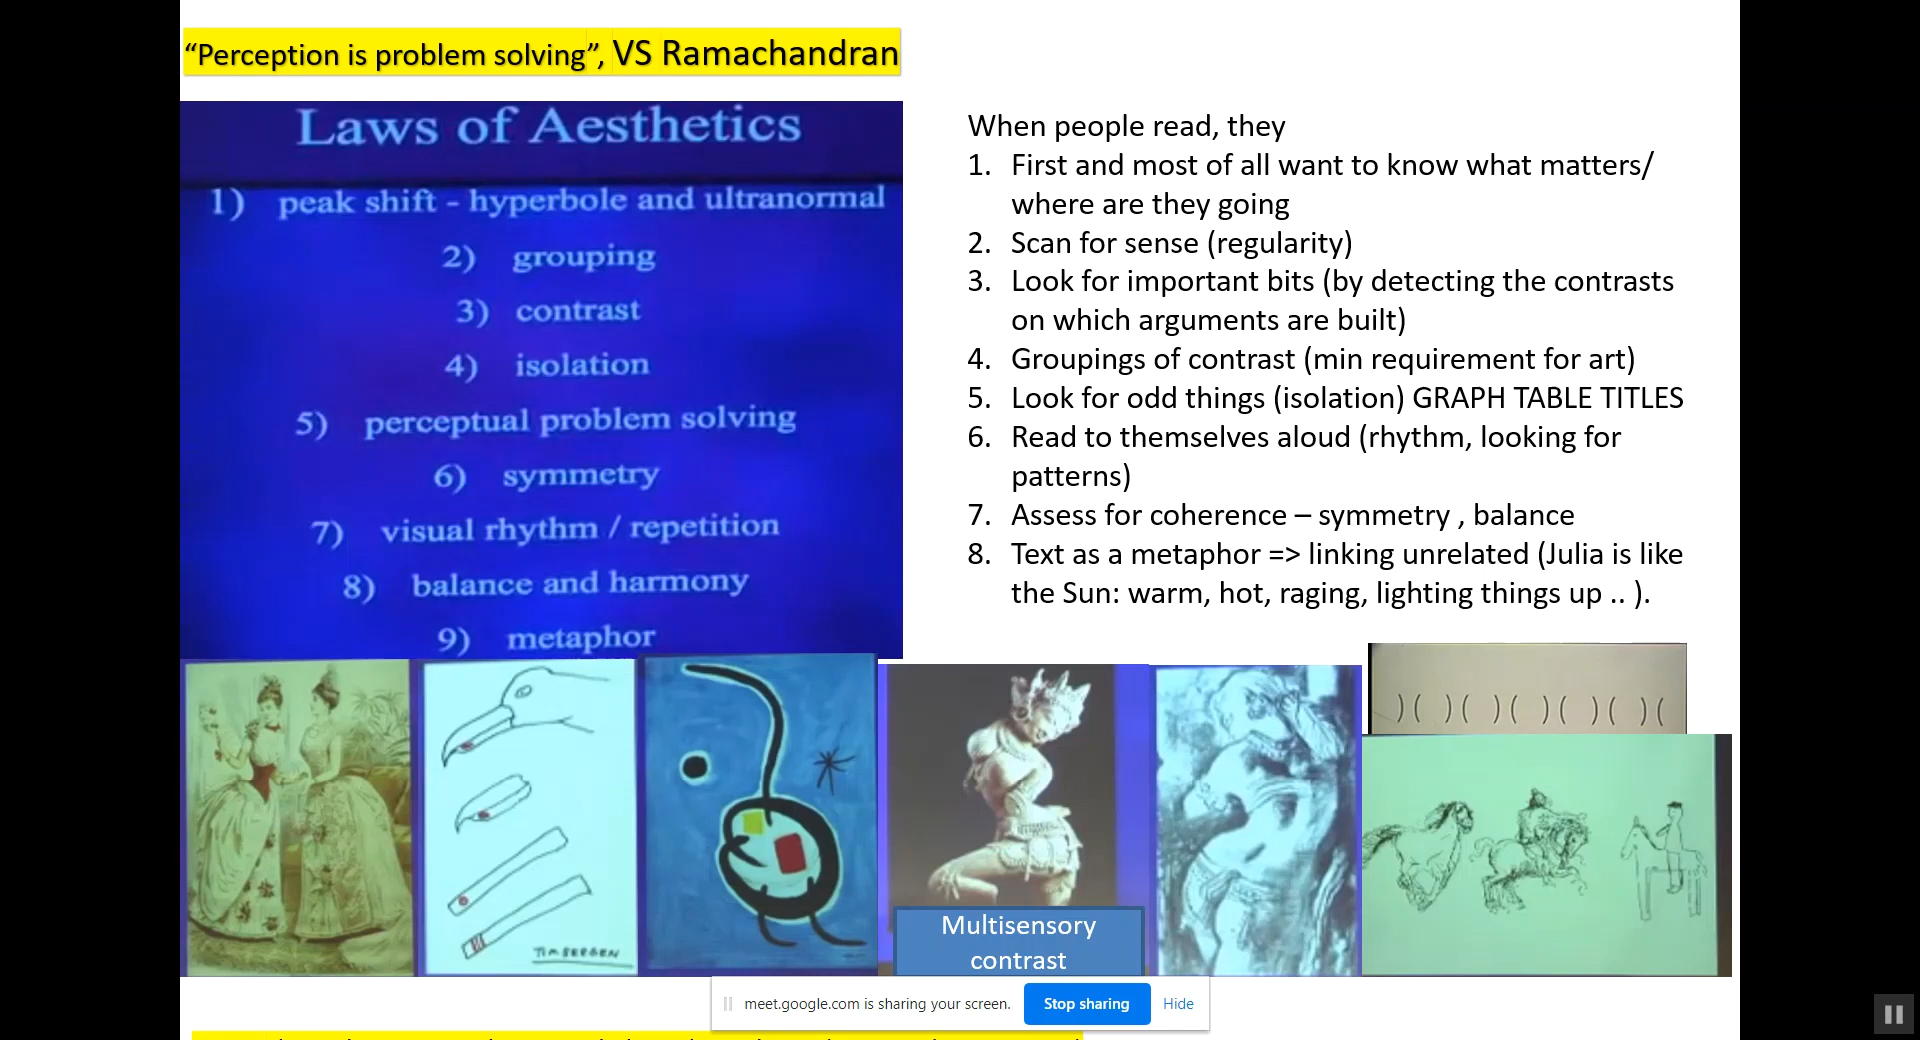 “Perception is problem solving”, VS Ramachandran
Laws of Aesthetics
1) peak shift - hyperbole and ultranormal
2) grouping
3) contrast
4) isolation
5) perceptual problem solving
6) symmetry
7) visual rhythm / repetition
8) balance and harmony
9) metaphor
When people read, they
1. First and most of all want to know what matters/
where are they going
2. Scan for sense (regularity)
3. Look for important bits (by detecting the contrasts
on which arguments are built)
4. Groupings of contrast (min requirement for art)
5. Look for odd things (isolation) GRAPH TABLE TITLES
6. Read to themselves aloud (rhythm, looking for
patterns)
7. Assess for coherence – symmetry , balance
8. Text as a metaphor => linking unrelated (Julia is like
the Sun: warm, hot, raging, lighting things up .. ).
)( )( )( )( )( )(
TIMBERGEN
Multisensory
contrast
meet.google.com is sharing your screen. Stop sharing Hide